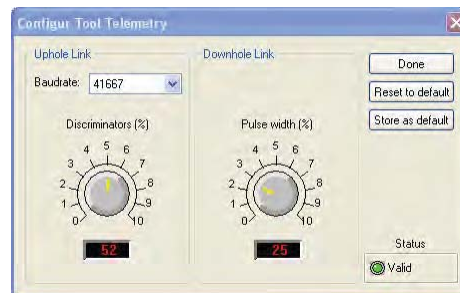 Configur Tool Telemetry
Uphole Link
Baudrate: 41667
Discriminators (%)
0 1 2 3 4 5 6 7 8 9 10
52
Downhole Link
Pulse width (%)
0 1 2 3 4 5 6 7 8 9 10
25
Done
Reset to default
Store as default
Status
Valid